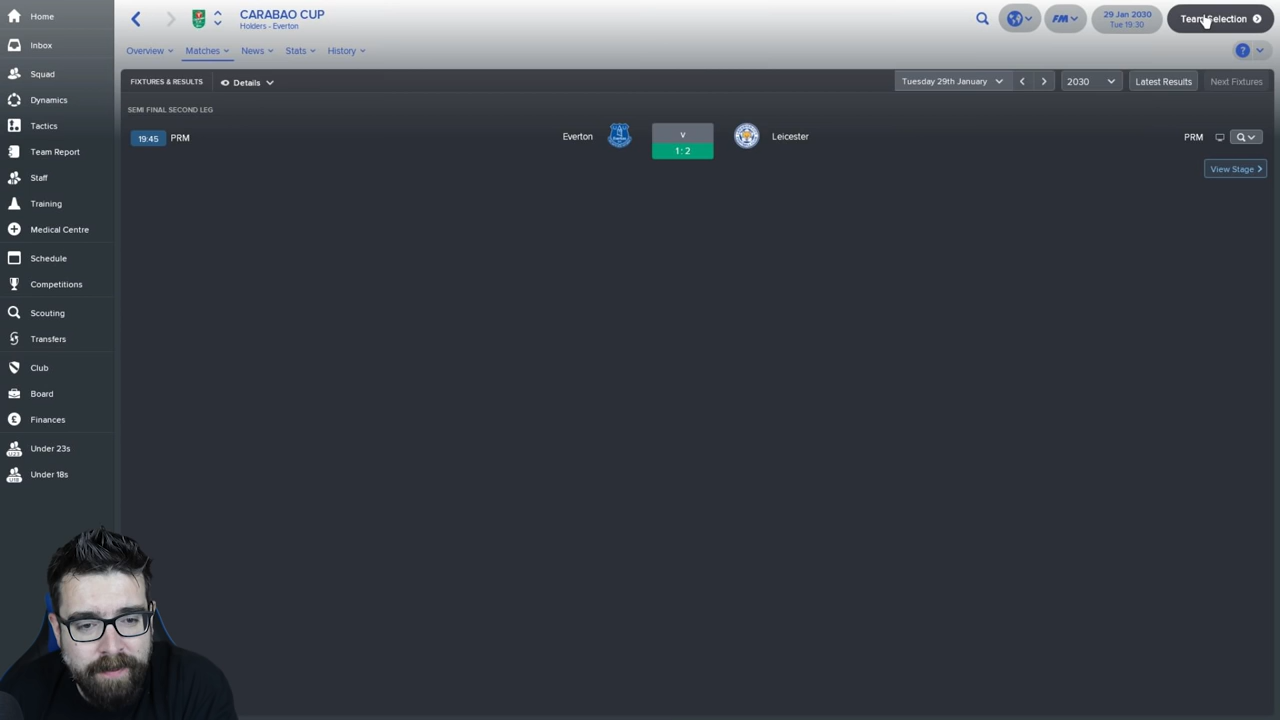 Home
Inbox
Squad
Dynamics
Tactics
Team Report
Staff
Training
Medical Centre
Schedule
Competitions
Scouting
Transfers
Club
Board
Finances
Under 23s
Under 18s
CARABAO CUP
Holders - Everton
FM
29 Jan 2030
Tue 19:30
Team Selection
Overview
Matches
News
Stats
History
?
FIXTURES & RESULTS
Details
Tuesday 29th January
2030
Latest Results
Next Fixtures
SEMI FINAL SECOND LEG
19:45 PRM Everton v Leicester PRM
1 : 2
View Stage